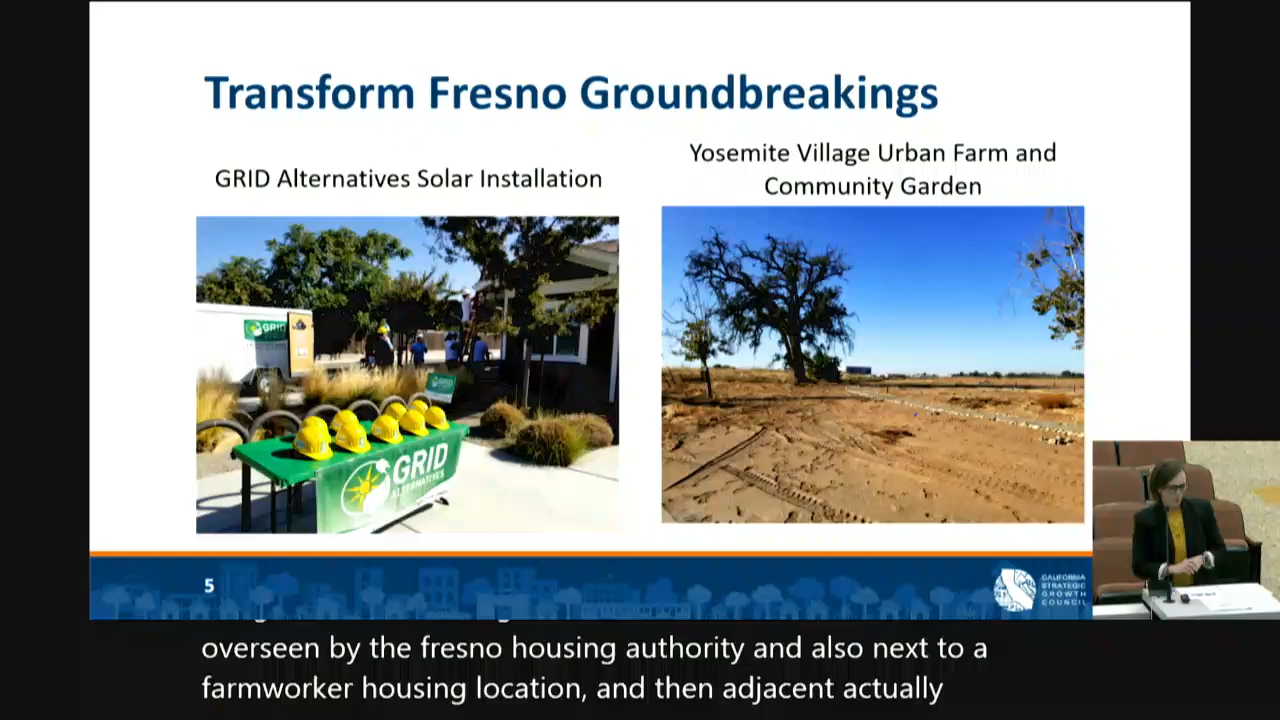 Transform Fresno Groundbreakings
GRID Alternatives Solar Installation
Yosemite Village Urban Farm and
Community Garden
GRID
GRID
ALTERNATIVES
5
CALIFORNIA
STRATEGIC
GROWTH
COUNCIL
overseen by the fresno housing authority and also next to a
farmworker housing location, and then adjacent actually